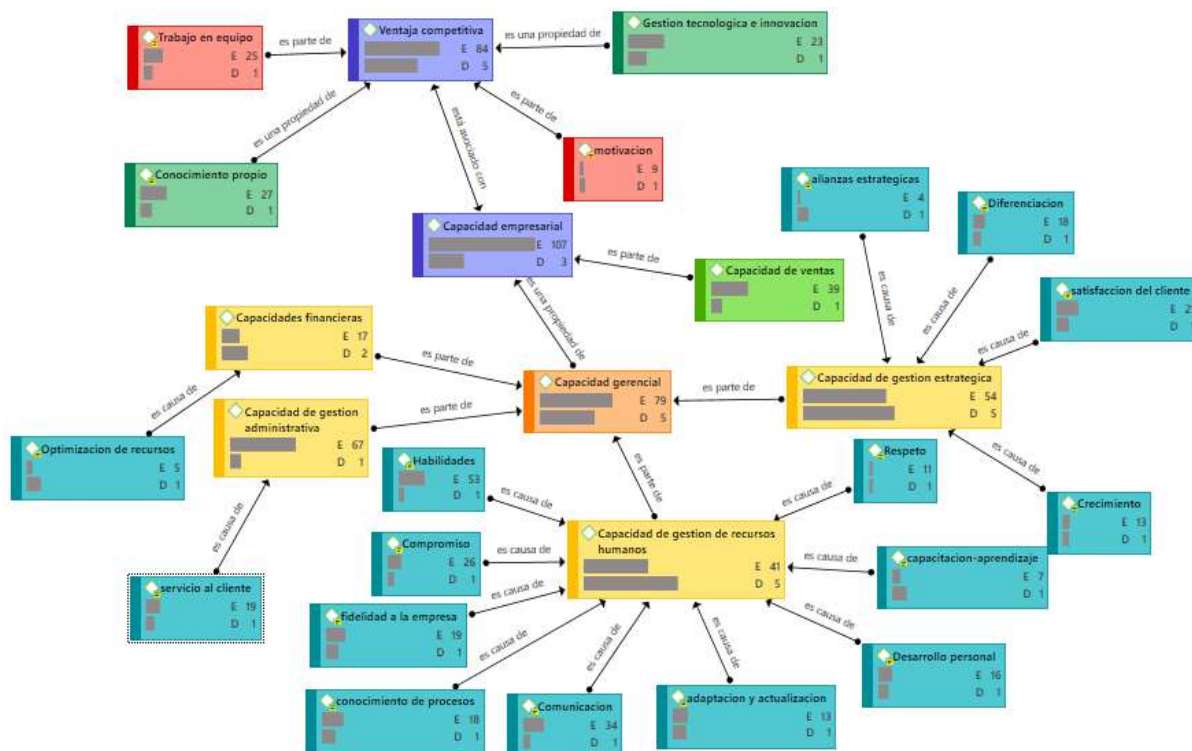 Trabajo en equipo
E 25
D 1
es parte de
Ventaja competitiva
E 84
D 5
es una propiedad de
Gestion tecnologica e innovacion
E 23
D 1
es una propiedad de
está asociado con
es parte de
Conocimiento propio
E 27
D 1
motivacion
E 9
D 1
alianzas estrategicas
E 4
D 1
Diferenciacion
E 18
D 1
Capacidad empresarial
E 107
D 3
es parte de
Capacidad de ventas
E 39
D 1
es causa de
es causa de
satisfaccion del cliente
es causa de
es una propiedad de
Capacidades financieras
E 17
D 2
es parte de
Capacidad gerencial
E 79
D 5
es parte de
Capacidad de gestion estrategica
E 54
D 5
es causa de
Capacidad de gestion
administrativa
E 67
D 1
es parte de
Optimizacion de recursos
E 5
D 1
Habilidades
E 53
D 1
es causa de
es parte de
Respeto
E 11
D 1
es causa de
es causa de
Crecimiento
E 13
D 1
es causa de
Compromiso
E 26
D 1
es causa de
Capacidad de gestion de recursos
humanos
E 41
D 5
es causa de
capacitacion-aprendizaje
E 7
D 1
servicio al cliente
E 19
D 1
fidelidad a la empresa
E 19
D 1
es causa de
es causa de
es causa de
es causa de
es causa de
Desarrollo personal
E 16
D 1
conocimiento de procesos
E 18
D 1
Comunicacion
E 34
D 1
adaptacion y actualizacion
E 13
D 1